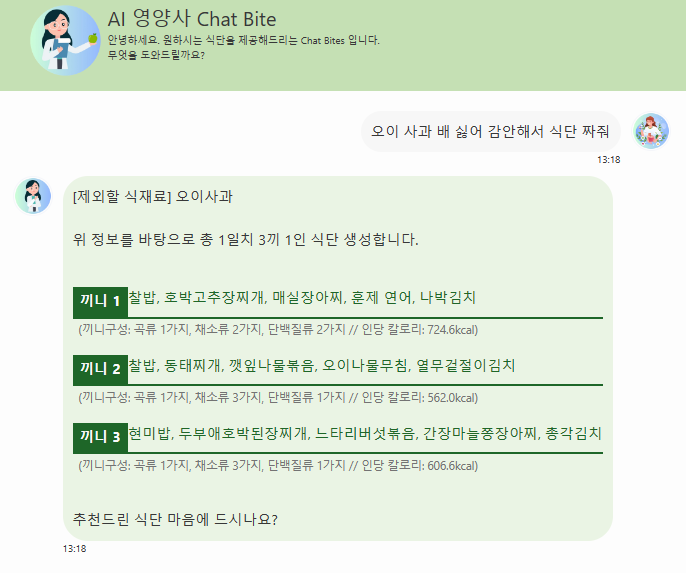 AI 영양사 Chat Bite
안녕하세요. 원하시는 식단을 제공해드리는 Chat Bites 입니다.
무엇을 도와드릴까요?
오이 사과 배 싫어 감안해서 식단 짜줘
13:18
[제외할 식재료] 오이사과
위 정보를 바탕으로 총 1일치 3끼 1인 식단 생성합니다.
끼니 1 찰밥, 호박고추장찌개, 매실장아찌, 훈제 연어, 나박김치
(끼니구성: 곡류 1가지, 채소류 2가지, 단백질류 2가지 // 인당 칼로리: 724.6kcal)
끼니 2 찰밥, 동태찌개, 깻잎나물볶음, 오이나물무침, 열무겉절이김치
(끼니구성: 곡류 1가지, 채소류 3가지, 단백질류 1가지 // 인당 칼로리: 562.0kcal)
끼니 3 현미밥, 두부애호박된장찌개, 느타리버섯볶음, 간장마늘쫑장아찌, 총각김치
(끼니구성: 곡류 1가지, 채소류 3가지, 단백질류 1가지 // 인당 칼로리: 606.6kcal)
추천드린 식단 마음에 드시나요?
13:18